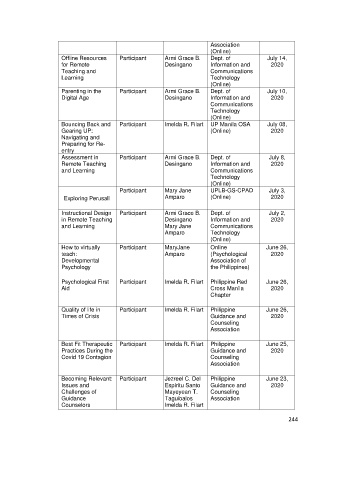 Association
(Online)
Offline Resources for Remote Teaching and Learning | Participant | Armi Grace B. Desingano | Dept. of Information and Communications Technology (Online) | July 14, 2020
Parenting in the Digital Age | Participant | Armi Grace B. Desingano | Dept. of Information and Communications Technology (Online) | July 10, 2020
Bouncing Back and Gearing UP: Navigating and Preparing for Re-entry | Participant | Imelda R. Filart | UP Manila OSA (Online) | July 08, 2020
Assessment in Remote Teaching and Learning | Participant | Armi Grace B. Desingano | Dept. of Information and Communications Technology (Online) | July 8, 2020
Exploring Perusall | Participant | Mary Jane Amparo | UPLB-GS-CPAD (Online) | July 3, 2020
Instructional Design in Remote Teaching and Learning | Participant | Armi Grace B. Desingano Mary Jane Amparo | Dept. of Information and Communications Technology (Online) | July 2, 2020
How to virtually teach: Developmental Psychology | Participant | MaryJane Amparo | Online (Psychological Association of the Philippines) | June 26, 2020
Psychological First Aid | Participant | Imelda R. Filart | Philippine Red Cross Manila Chapter | June 26, 2020
Quality of life in Times of Crisis | Participant | Imelda R. Filart | Philippine Guidance and Counseling Association | June 26, 2020
Best Fit Therapeutic Practices During the Covid 19 Contagion | Participant | Imelda R. Filart | Philippine Guidance and Counseling Association | June 25, 2020
Becoming Relevant: Issues and Challenges of Guidance Counselors | Participant | Jezreel C. Del Espiritu Santo Mayeyean T. Taguloalos Imelda R. Filart | Philippine Guidance and Counseling Association | June 23, 2020
244